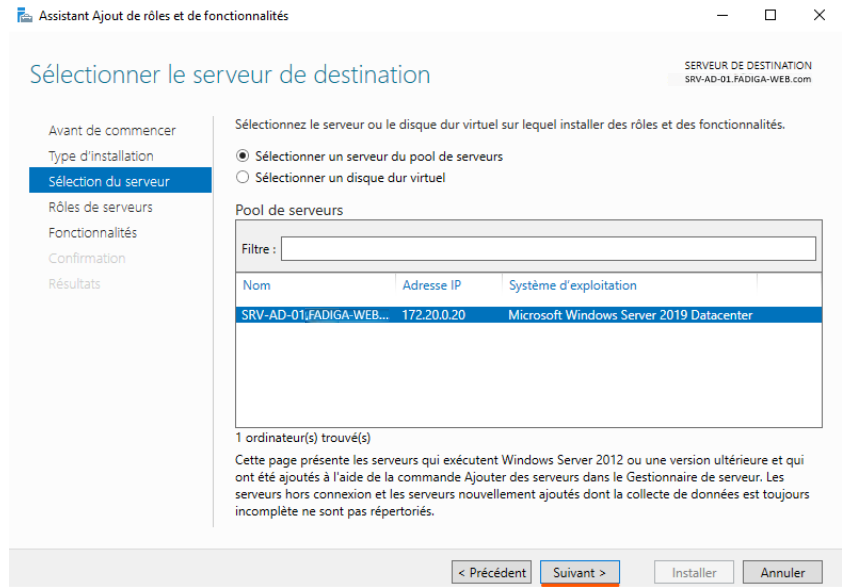 Assistant Ajout de rôles et de fonctionnalités
Sélectionner le serveur de destination
SERVEUR DE DESTINATION
SRV-AD-01.FADIGA-WEB.com
Avant de commencer
Type d'installation
Sélection du serveur
Rôles de serveurs
Fonctionnalités
Confirmation
Résultats
Sélectionnez le serveur ou le disque dur virtuel sur lequel installer des rôles et des fonctionnalités.
Sélectionner un serveur du pool de serveurs
Sélectionner un disque dur virtuel
Pool de serveurs
Filtre :
Nom Adresse IP Système d'exploitation
SRV-AD-01.FADIGA-WEB... 172.20.0.20 Microsoft Windows Server 2019 Datacenter
1 ordinateur(s) trouvé(s)
Cette page présente les serveurs qui exécutent Windows Server 2012 ou une version ultérieure et qui
ont été ajoutés à l'aide de la commande Ajouter des serveurs dans le Gestionnaire de serveur. Les
serveurs hors connexion et les serveurs nouvellement ajoutés dont la collecte de données est toujours
incomplète ne sont pas répertoriés.
< Précédent Suivant > Installer Annuler